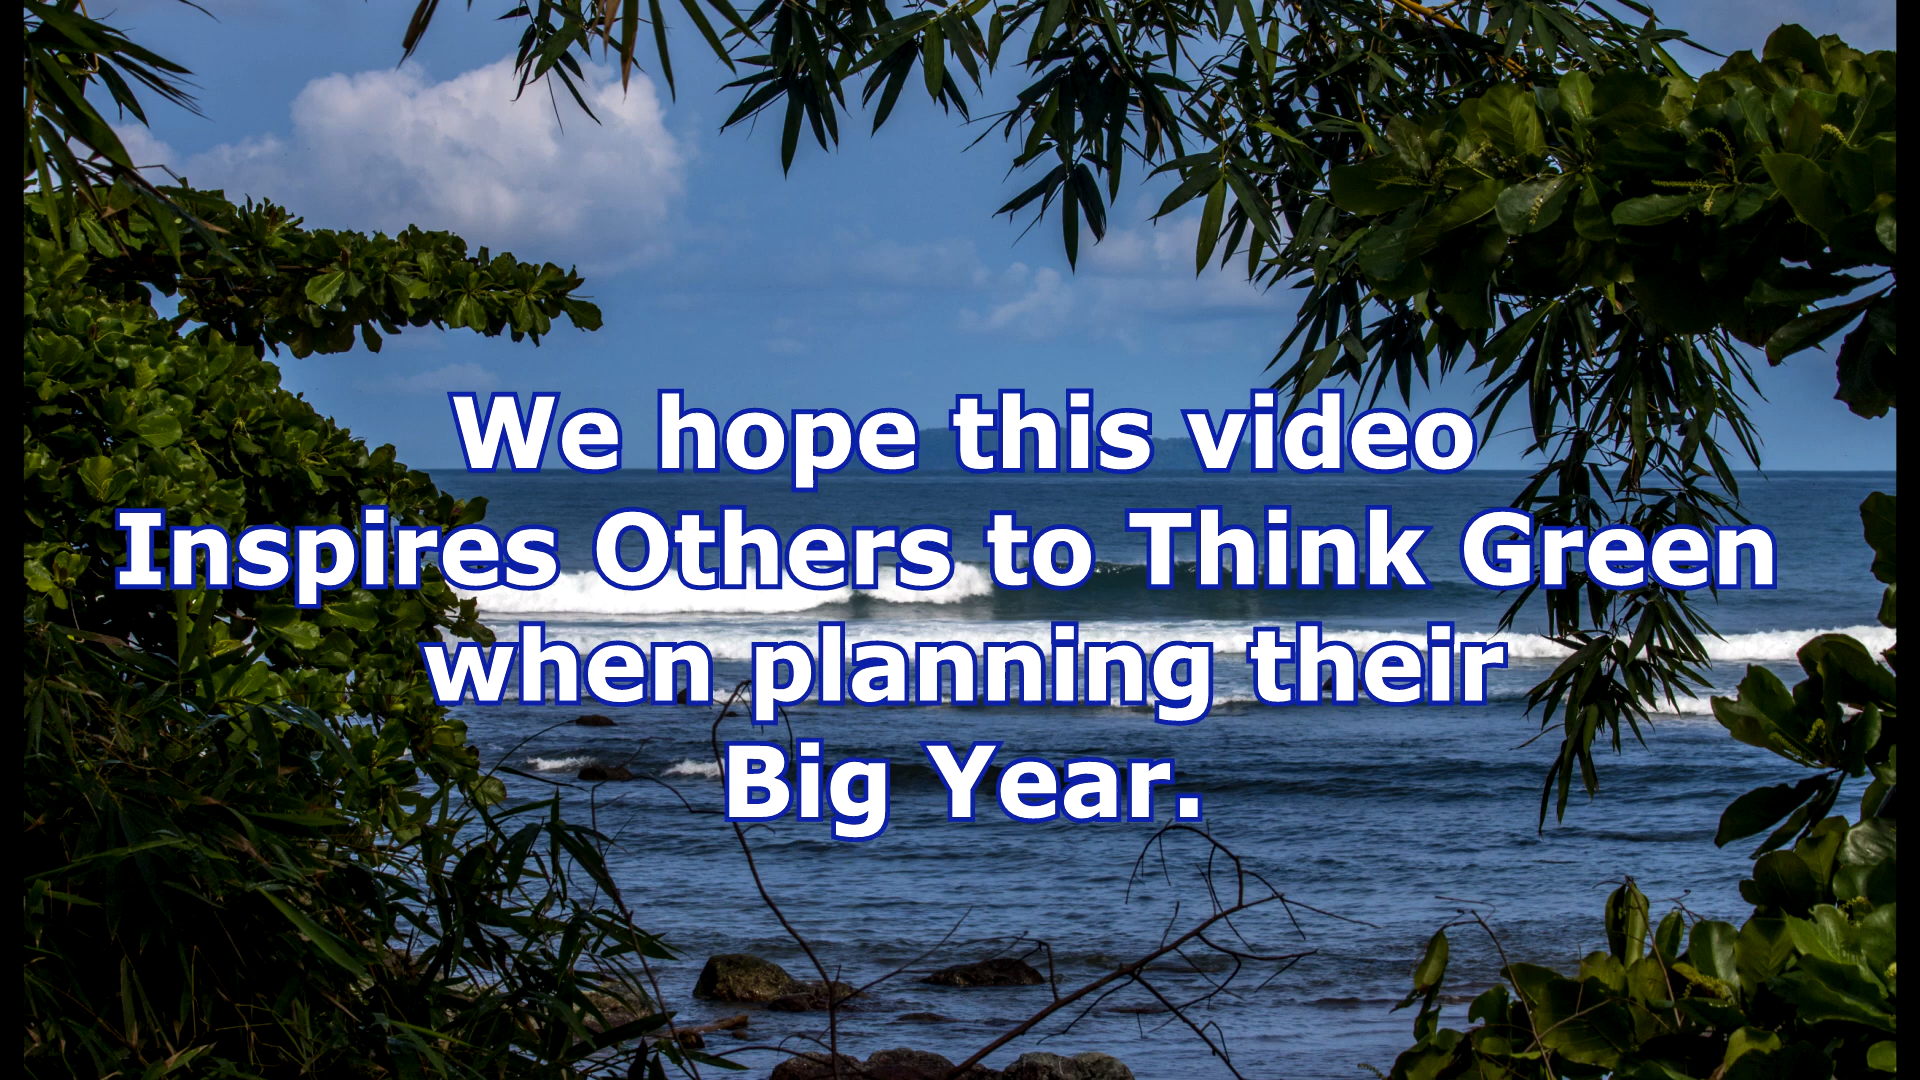 We hope this video
Inspires Others to Think Green
when planning their
Big Year.